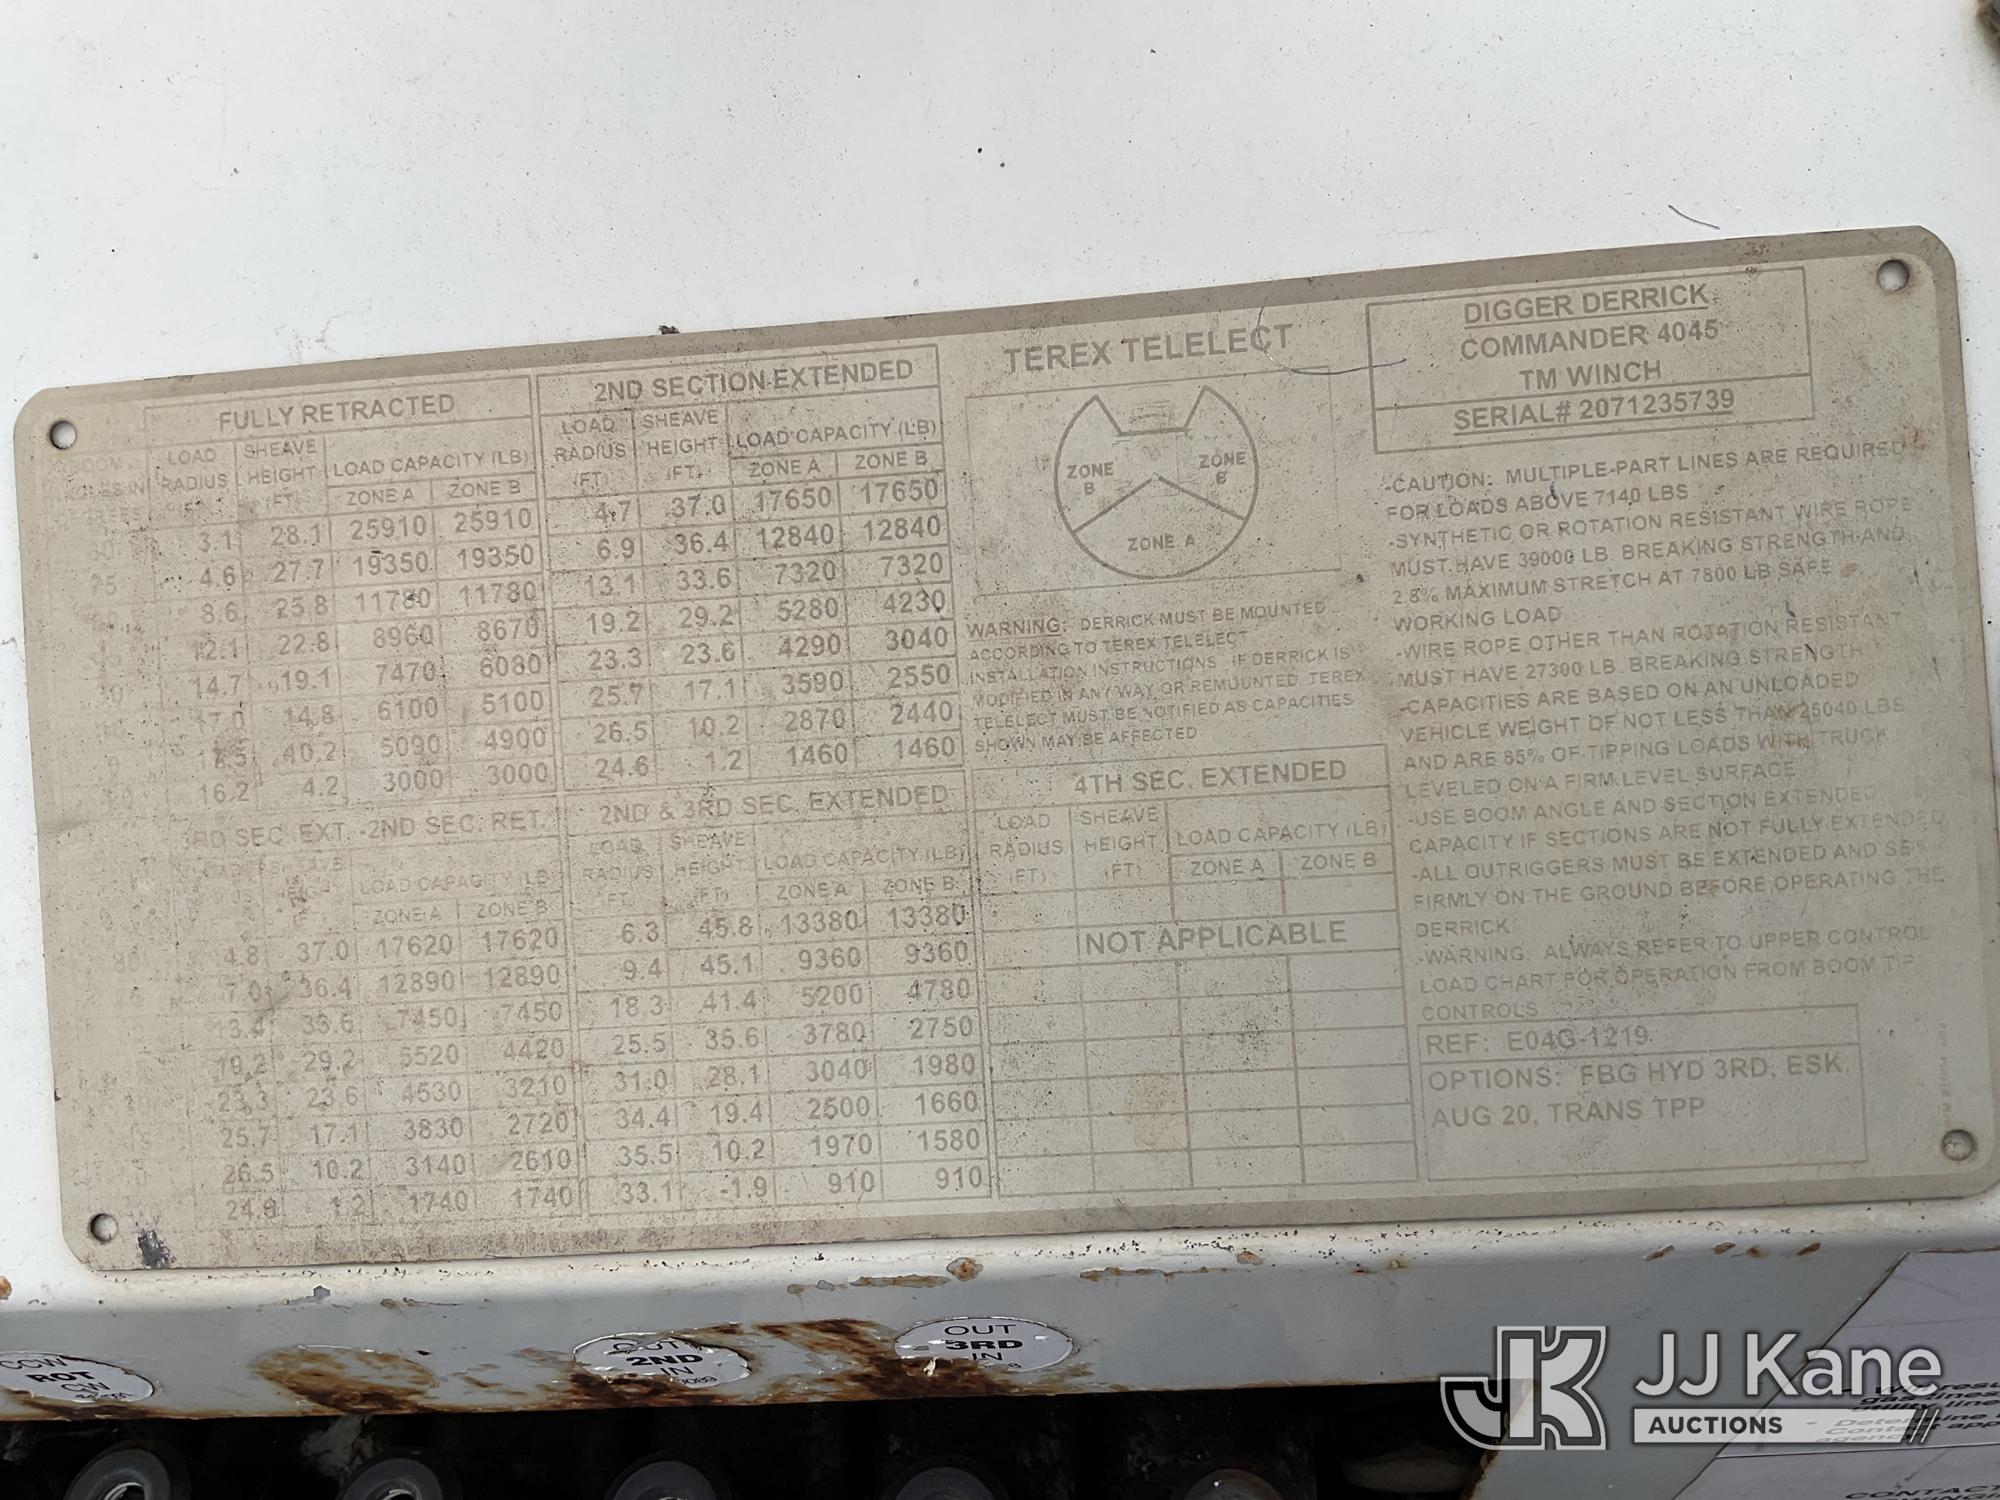 TEREX TELELECT
DIGGER DERRICK
COMMANDER 4045
TM WINCH
SERIAL# 2071235739
FULLY RETRACTED
LOAD RADIUS SHEAVE HEIGHT (FT) LOAD CAPACITY (LB)
ZONE A ZONE B
3.1 28.1 25910 25910
4.6 27.7 19350 19350
8.6 25.8 11780 11780
12.1 22.8 8960 8670
14.7 19.1 7470 6080
17.0 14.8 6100 5100
10.2 5090 4900
16.2 4.2 3000 3000
2ND SECTION EXTENDED
LOAD RADIUS (FT) SHEAVE HEIGHT (FT) LOAD CAPACITY (LB)
ZONE A ZONE B
4.7 37.0 17650 17650
6.9 36.4 12840 12840
13.1 33.6 7320 7320
19.2 29.2 5280 4230
23.3 23.6 4290 3040
25.7 17.1 3590 2550
26.5 10.2 2870 2440
24.6 1.2 1460 1460
3RD SEC. EXT. -2ND SEC. RET.
LOAD CAPACITY (LB)
ZONE A ZONE B
4.8 37.0 17620 17620
7.0 36.4 12890 12890
13.4 33.6 7450 7450
19.2 29.2 5520 4420
23.3 23.6 4530 3210
25.7 17.1 3830 2720
26.5 10.2 3140 2610
1.2 1740 1740
2ND & 3RD SEC. EXTENDED
LOAD RADIUS (FT) SHEAVE HEIGHT (FT) LOAD CAPACITY (LB)
ZONE A ZONE B
6.3 45.8 13380 13380
9.4 45.1 9360 9360
18.3 41.4 5200 4780
25.5 35.6 3780 2750
31.0 28.1 3040 1980
34.4 19.4 2500 1660
35.5 10.2 1970 1580
33.1 -1.9 910 910
ZONE B
ZONE B
ZONE A
WARNING: DERRICK MUST BE MOUNTED
ACCORDING TO TEREX TELELECT
INSTALLATION INSTRUCTIONS. IF DERRICK IS
MODIFIED IN ANY WAY OR REMOUNTED TEREX
TELELECT MUST BE NOTIFIED AS CAPACITIES
SHOWN MAY BE AFFECTED
4TH SEC. EXTENDED
LOAD RADIUS (FT) SHEAVE HEIGHT (FT) LOAD CAPACITY (LB)
ZONE A ZONE B
NOT APPLICABLE
-CAUTION: MULTIPLE-PART LINES ARE REQUIRED
FOR LOADS ABOVE 7140 LBS
-SYNTHETIC OR ROTATION RESISTANT WIRE ROPE
MUST HAVE 39000 LB. BREAKING STRENGTH AND
2.8% MAXIMUM STRETCH AT 7800 LB SAFE
WORKING LOAD
-WIRE ROPE OTHER THAN ROTATION RESISTANT
MUST HAVE 27300 LB. BREAKING STRENGTH
-CAPACITIES ARE BASED ON AN UNLOADED
VEHICLE WEIGHT OF NOT LESS THAN 25040 LBS
AND ARE 85% OF TIPPING LOADS WITH TRUCK
LEVELED ON A FIRM LEVEL SURFACE
-USE BOOM ANGLE AND SECTION EXTENDED
CAPACITY IF SECTIONS ARE NOT FULLY EXTENDED
-ALL OUTRIGGERS MUST BE EXTENDED AND SET
FIRMLY ON THE GROUND BEFORE OPERATING THE
DERRICK.
-WARNING: ALWAYS REFER TO UPPER CONTROL
LOAD CHART FOR OPERATION FROM BOOM TIP
CONTROLS
REF: E04G-1219
OPTIONS: FBG HYD 3RD, ESK,
AUG 20, TRANS TPP
CCW
ROT
CW
OUT
2ND
IN
OUT
3RD
IN
JJ Kane
AUCTIONS